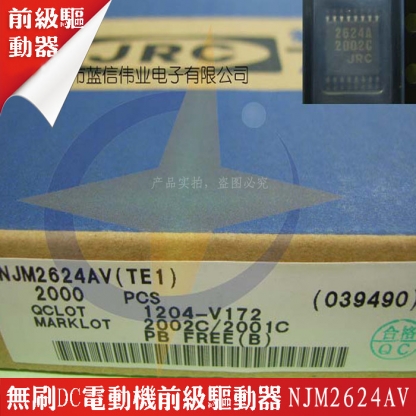 前級驅
動器
2624A
2002C
JRC
JRC
市蓝信伟业电子有限公司
产品实拍，盗图必究
NJM2624AV(TE1)
2000 PCS
(039490)
QCLOT 1204-V172
MARKLOT 2002C/2001C
PB FREE(B)
合格
QC
無刷DC電動機前級驅動器 NJM2624AV